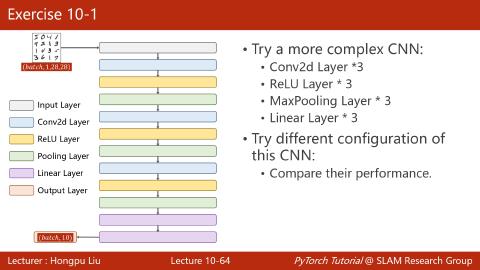 Exercise 10-1
(batch, 1,28,28)
Input Layer
Conv2d Layer
ReLU Layer
Pooling Layer
Linear Layer
Output Layer
(batch, 10)
• Try a more complex CNN:
• Conv2d Layer *3
• ReLU Layer * 3
• MaxPooling Layer * 3
• Linear Layer * 3
• Try different configuration of
this CNN:
• Compare their performance.
Lecturer : Hongpu Liu
Lecture 10-64
PyTorch Tutorial @ SLAM Research Group